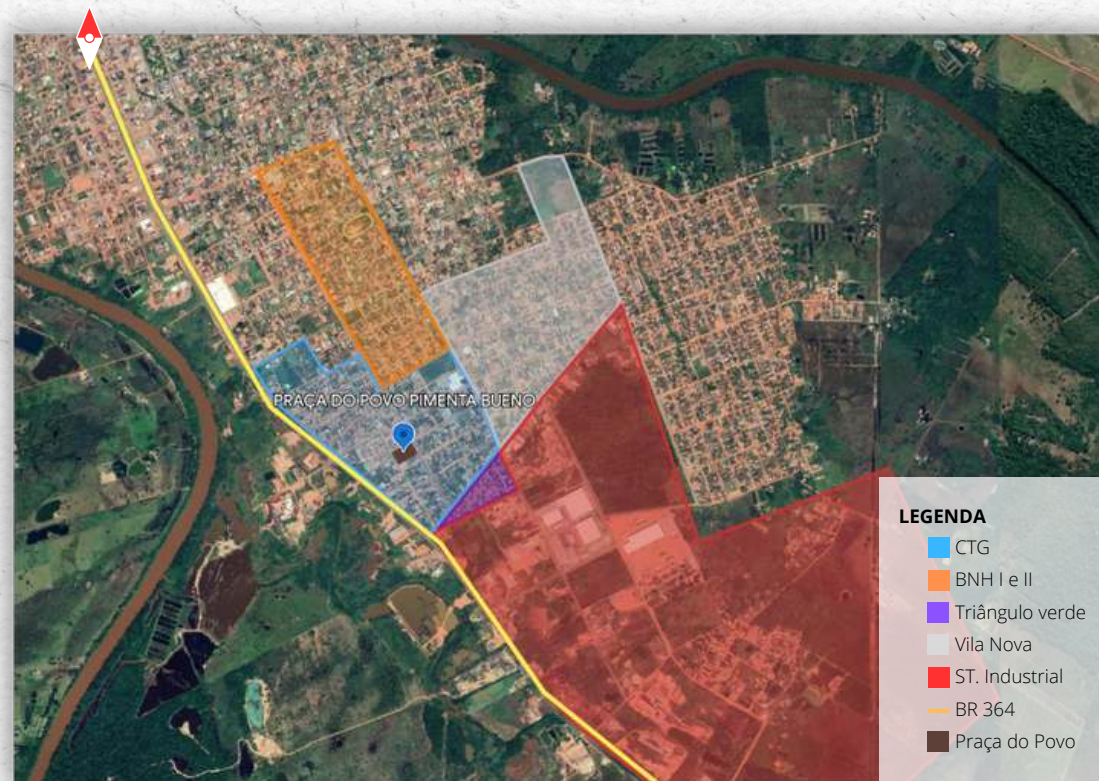 PRAÇA DO POVO PIMENTA BUENO
LEGENDA
CTG
BNH I e II
Triângulo verde
Vila Nova
ST. Industrial
BR 364
Praça do Povo